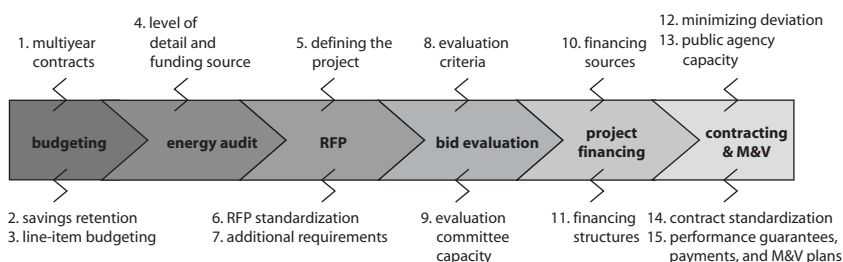 12. minimizing deviation
4. level of
1. multiyear
contracts
detail and
funding source
5. defining the
project
8. evaluation
criteria
10. financing
sources
13. public agency
capacity
budgeting
energy audit
RFP
bid evaluation
project
financing
contracting
& M&V
2. savings retention
3. line-item budgeting
6. RFP standardization
7. additional requirements
9. evaluation
committee
capacity
11. financing
structures
14. contract standardization
15. performance guarantees,
payments, and M&V plans